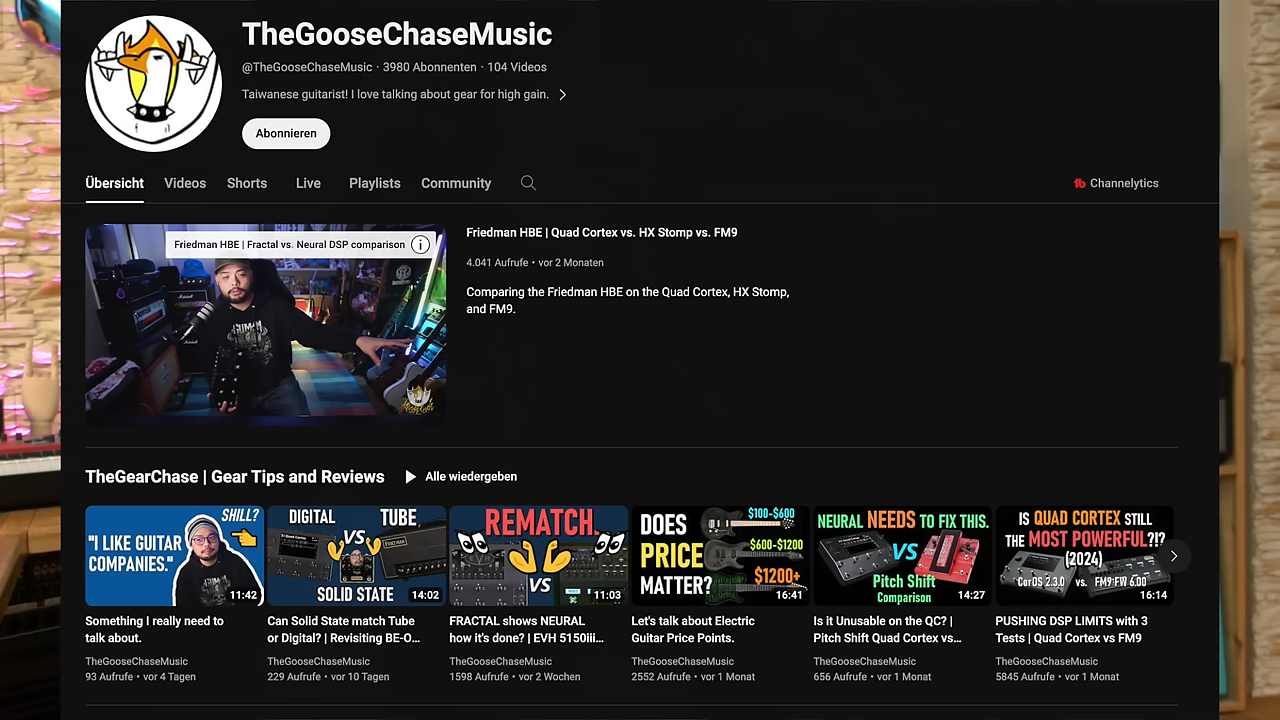 TheGooseChaseMusic
@TheGooseChaseMusic · 3980 Abonnenten · 104 Videos
Taiwanese guitarist! I love talking about gear for high gain.
Abonnieren
Übersicht Videos Shorts Live Playlists Community
Channelytics
Friedman HBE | Fractal vs. Neural DSP comparison
Friedman HBE | Quad Cortex vs. HX Stomp vs. FM9
4.041 Aufrufe • vor 2 Monaten
Comparing the Friedman HBE on the Quad Cortex, HX Stomp,
and FM9.
TheGearChase | Gear Tips and Reviews
Alle wiedergeben
SHILL?
"I LIKE GUITAR
COMPANIES."
11:42
Something I really need to
talk about.
TheGooseChaseMusic
93 Aufrufe • vor 4 Tagen
DIGITAL TUBE
VS
SOLID STATE
14:02
Can Solid State match Tube
or Digital? | Revisiting BE-O...
TheGooseChaseMusic
229 Aufrufe • vor 10 Tagen
REMATCH.
VS
11:03
FRACTAL shows NEURAL
how it's done? | EVH 5150iii...
TheGooseChaseMusic
1598 Aufrufe • vor 2 Wochen
DOES
PRICE
MATTER?
$100-$600
$600-$1200
$1200+
16:41
Let's talk about Electric
Guitar Price Points.
TheGooseChaseMusic
2552 Aufrufe • vor 1 Monat
NEURAL NEEDS TO FIX THIS.
VS
Pitch Shift
Comparison
14:27
Is it Unusable on the QC? |
Pitch Shift Quad Cortex vs...
TheGooseChaseMusic
656 Aufrufe • vor 1 Monat
IS QUAD CORTEX STILL
THE MOST POWERFUL?!?
(2024)
CorOS 2.3.0 vs. FM9 FW 6.00
16:14
PUSHING DSP LIMITS with 3
Tests | Quad Cortex vs FM9
TheGooseChaseMusic
5845 Aufrufe • vor 1 Monat